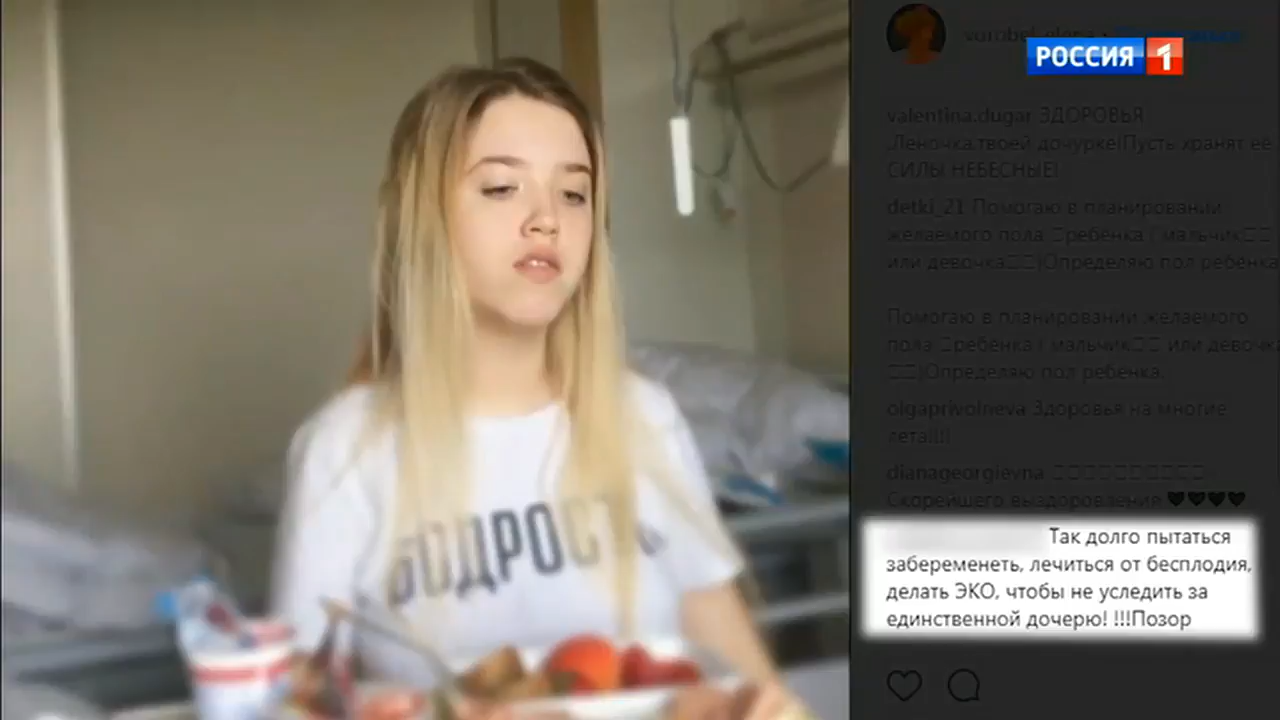 РОССИЯ 1
valentina.dugar ЗДОРОВЬЯ
,Леночка,твоей дочурке!Пусть хранят её
СИЛЫ НЕБЕСНЫЕ!
detki_21 Помогаю в планировании
желаемого пола ребенка ( мальчик
или девочка)Определяю пол ребенка
Помогаю в планировании желаемого
пола ребенка ( мальчик или девочка
)Определяю пол ребенка.
olgaprivolneva Здоровья на многие
лета!!!!
dianageorgievna
Скорейшего выздоровление ♥♥♥♥
Так долго пытаться
забеременеть, лечиться от бесплодия,
делать ЭКО, чтобы не уследить за
единственной дочерю! !!!Позор
БОДРОСТ